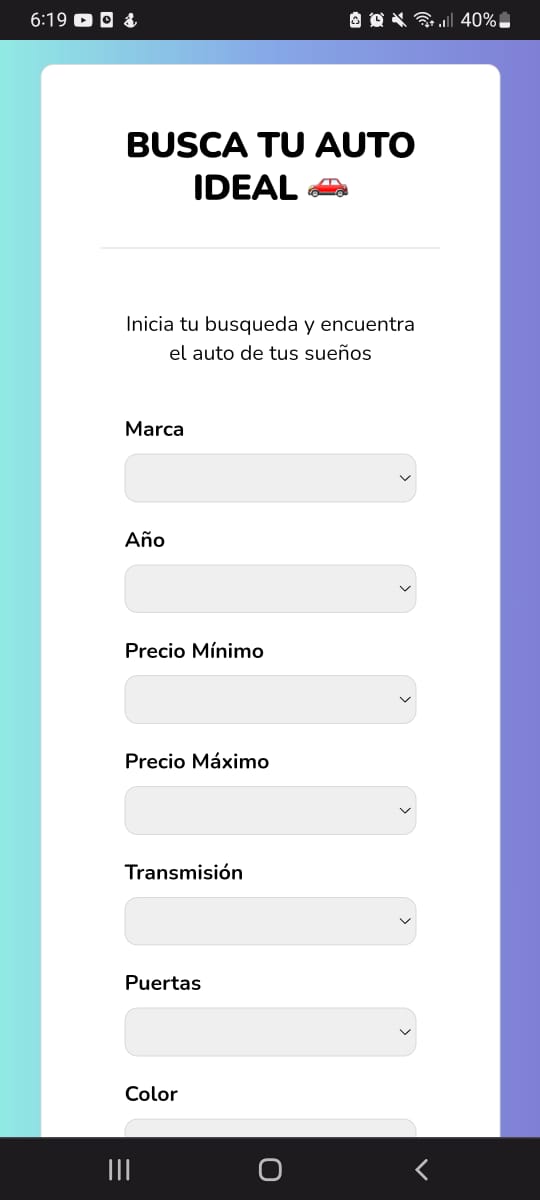 6:19
40%
BUSCA TU AUTO
IDEAL 🚗
Inicia tu busqueda y encuentra
el auto de tus sueños
Marca
Año
Precio Mínimo
Precio Máximo
Transmisión
Puertas
Color